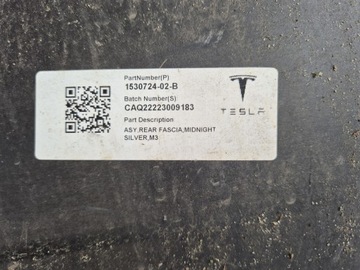 PartNumber(P)
1530724-02-B
Batch Number(S)
CAQ22223009183
Part Description
ASY,REAR FASCIA,MIDNIGHT
SILVER,M3
TESLA